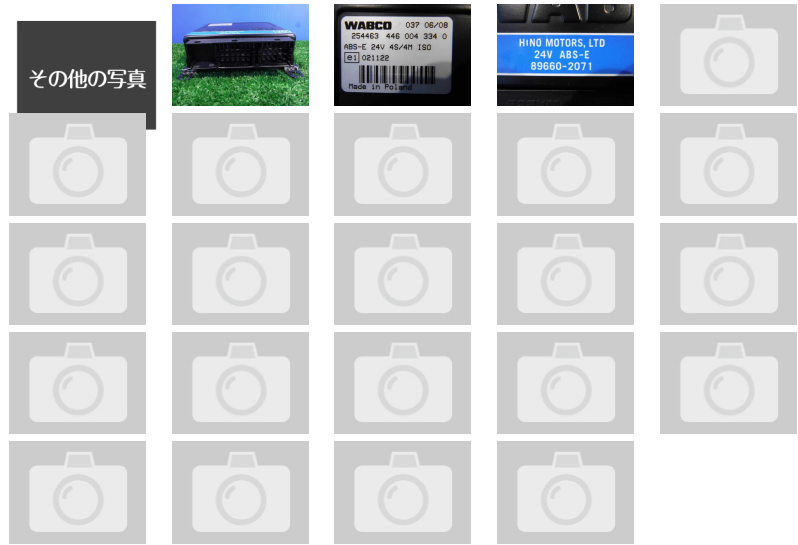 その他の写真
WABCO 037 06/08
254463 446 004 334 0
ABS-E 24V 4S/4M ISO
e1 021122
Made in Poland
HINO MOTORS, LTD
24V ABS-E
89660-2071